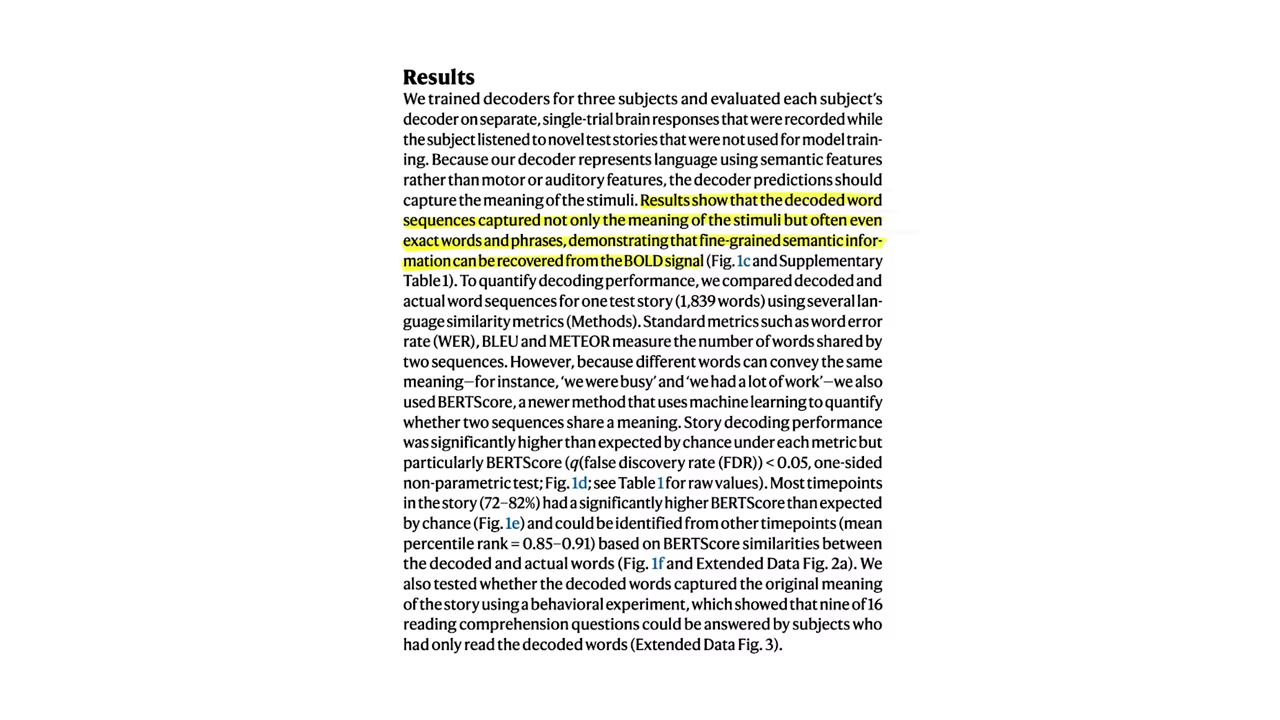 Results
We trained decoders for three subjects and evaluated each subject's
decoder on separate, single-trial brain responses that were recorded while
the subject listened to novel test stories that were not used for model train-
ing. Because our decoder represents language using semantic features
rather than motor or auditory features, the decoder predictions should
capture the meaning of the stimuli. Results show that the decoded word
sequences captured not only the meaning of the stimuli but often even
exact words and phrases, demonstrating that fine-grained semantic infor-
mation can be recovered from the BOLD signal (Fig. 1c and Supplementary
Table 1). To quantify decoding performance, we compared decoded and
actual word sequences for one test story (1,839 words) using several lan-
guage similarity metrics (Methods). Standard metrics such as word error
rate (WER), BLEU and METEOR measure the number of words shared by
two sequences. However, because different words can convey the same
meaning—for instance, 'we were busy' and 'we had a lot of work'—we also
used BERTScore, a newer method that uses machine learning to quantify
whether two sequences share a meaning. Story decoding performance
was significantly higher than expected by chance under each metric but
particularly BERTScore (q(false discovery rate (FDR)) < 0.05, one-sided
non-parametric test; Fig. 1d; see Table 1 for raw values). Most timepoints
in the story (72–82%) had a significantly higher BERTScore than expected
by chance (Fig. 1e) and could be identified from other timepoints (mean
percentile rank = 0.85–0.91) based on BERTScore similarities between
the decoded and actual words (Fig. 1f and Extended Data Fig. 2a). We
also tested whether the decoded words captured the original meaning
of the story using a behavioral experiment, which showed that nine of 16
reading comprehension questions could be answered by subjects who
had only read the decoded words (Extended Data Fig. 3).